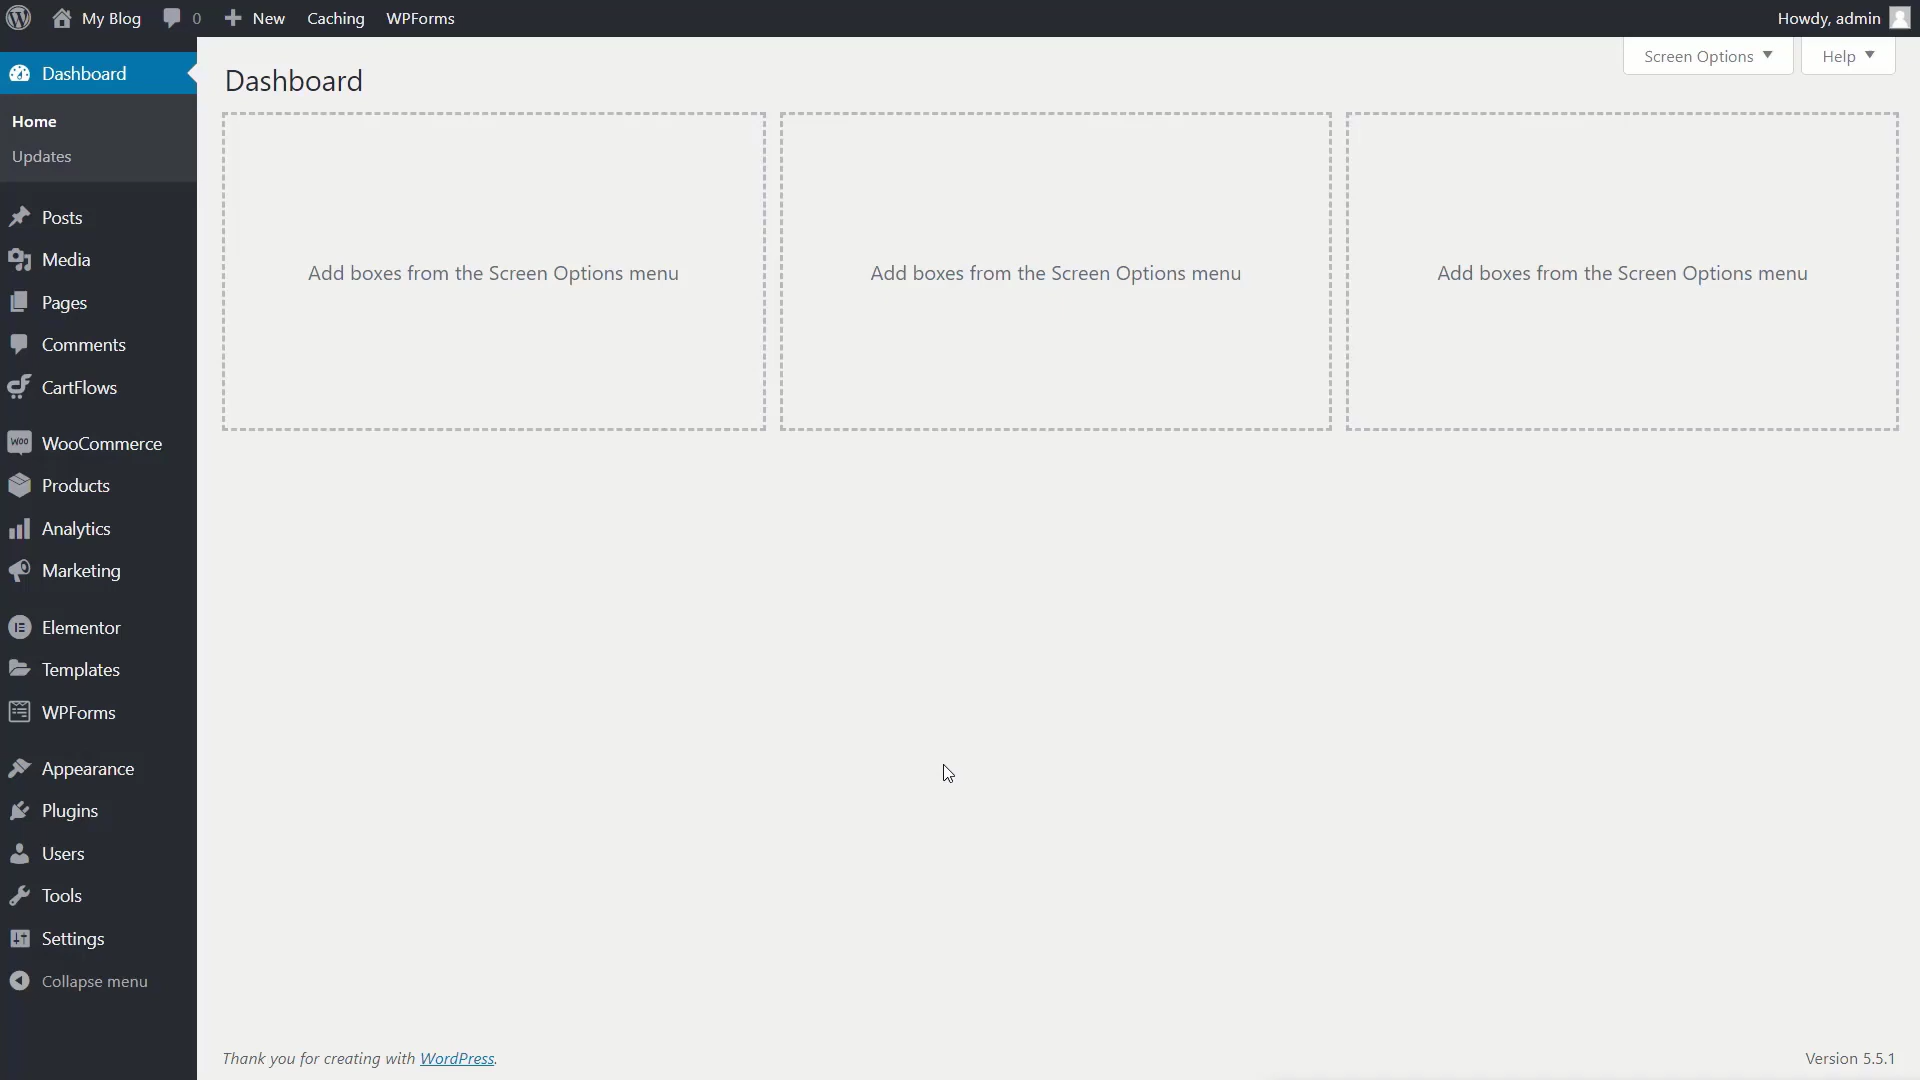 My Blog 0 New Caching WPForms Howdy, admin
Screen Options Help
Dashboard
Home
Updates
Posts
Media
Pages
Comments
CartFlows
WooCommerce
Products
Analytics
Marketing
Elementor
Templates
WPForms
Appearance
Plugins
Users
Tools
Settings
Collapse menu
Dashboard
Add boxes from the Screen Options menu
Add boxes from the Screen Options menu
Add boxes from the Screen Options menu
Thank you for creating with WordPress.
Version 5.5.1